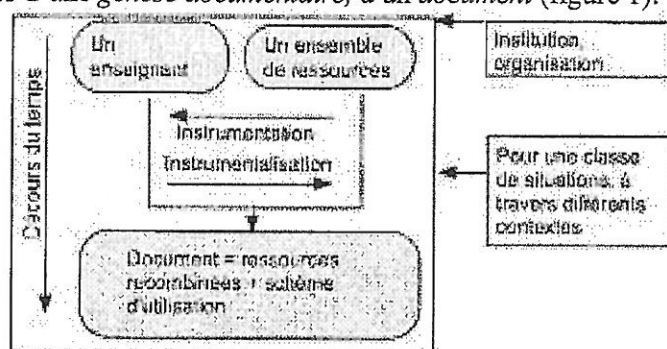 genèse documentaire, d'un document (figure 1).
Un
enseignant
Un ensemble
de ressources
Institution,
organisation
Instrumentation
Instrumentalisation
Décours du temps
Pour une classe
de situations, à
travers différents
contextes
Document = ressources
recombinées + schème
d'utilisation